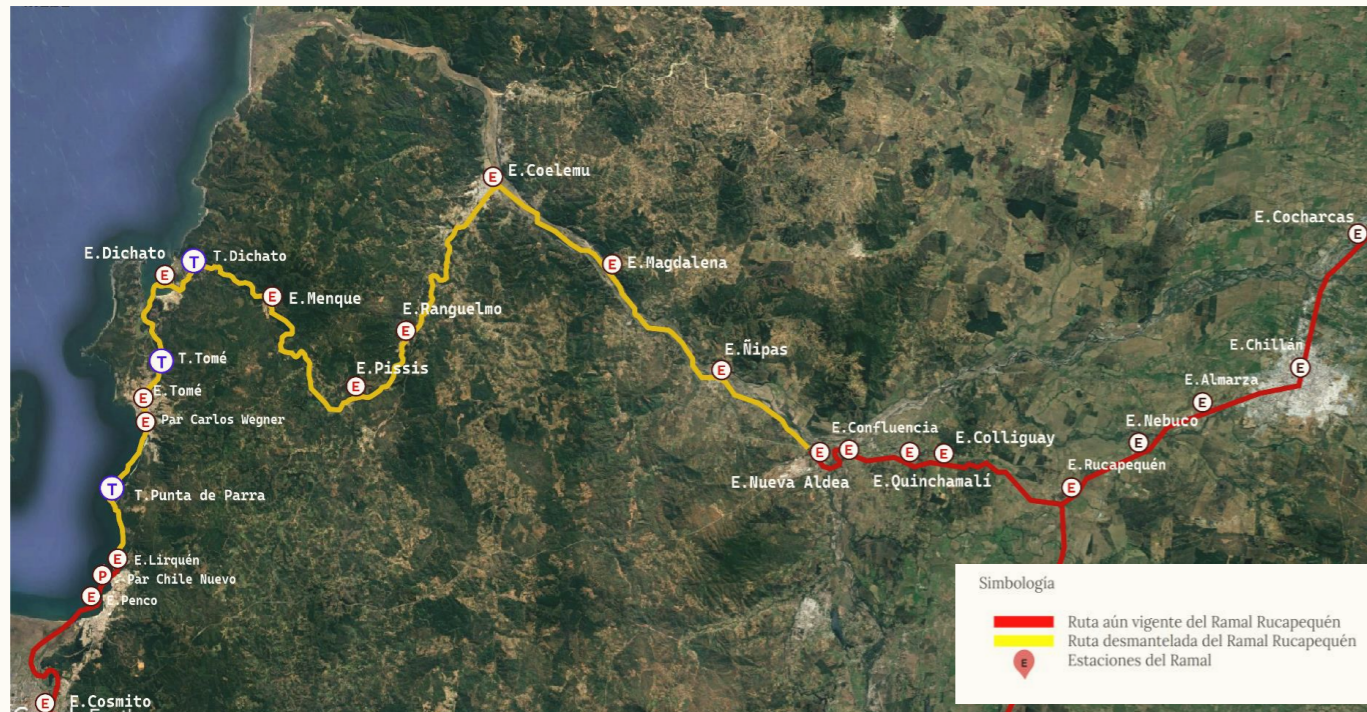 E.Coelemu
E.Cocharcas
E.Dichato
T.Dichato
E.Magdalena
E.Menque
E.Ranguelmo
E.Chillán
T.Tomé
E.Ñipas
E.Pissis
E.Almarza
E.Tomé
Par Carlos Wegner
E.Confluencia
E.Nebuco
E.Colliguay
E.Rucapequén
E.Nueva Aldea
E.Quinchamalí
T.Punta de Parra
E.Lirquén
Par Chile Nuevo
E.Penco
E.Cosmito
Simbología
Ruta aún vigente del Ramal Rucapequén
Ruta desmantelada del Ramal Rucapequén
E Estaciones del Ramal